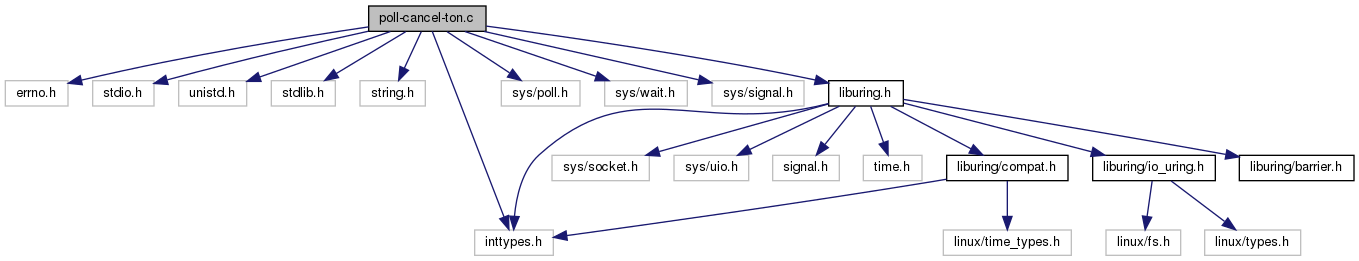 poll-cancel-ton.c
errno.h
stdio.h
unistd.h
stdlib.h
string.h
sys/poll.h
sys/wait.h
sys/signal.h
liburing.h
sys/socket.h
sys/uio.h
signal.h
time.h
liburing/compat.h
liburing/io_uring.h
liburing/barrier.h
inttypes.h
linux/time_types.h
linux/fs.h
linux/types.h